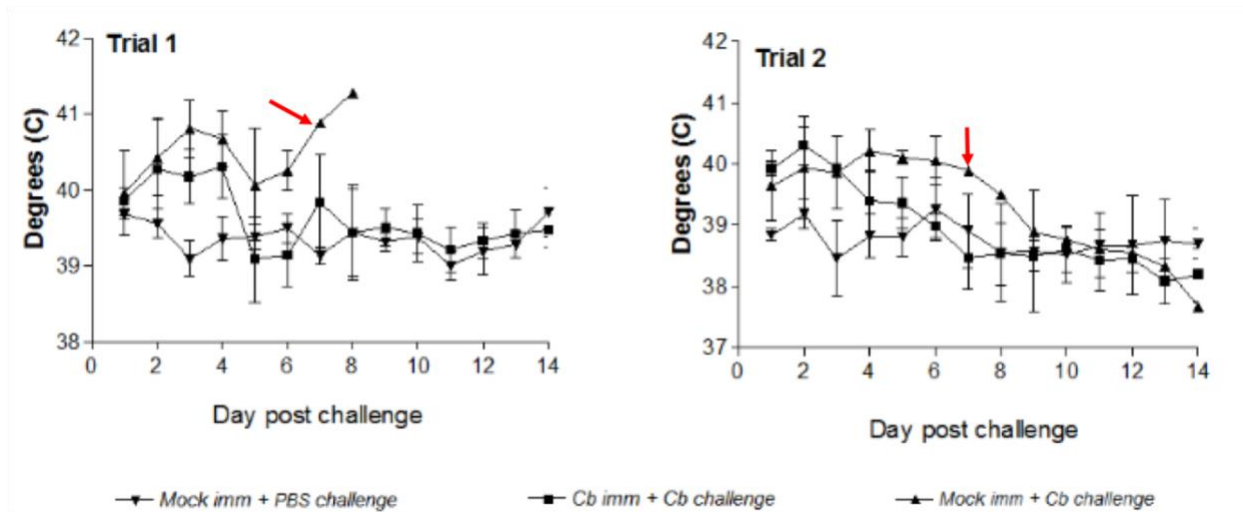 Trial 1
Degrees (C)
42
41
40
39
38
0 2 4 6 8 10 12 14
Day post challenge
Trial 2
Degrees (C)
42
41
40
39
38
37
0 2 4 6 8 10 12 14
Day post challenge
Mock imm + PBS challenge
Cb imm + Cb challenge
Mock imm + Cb challenge